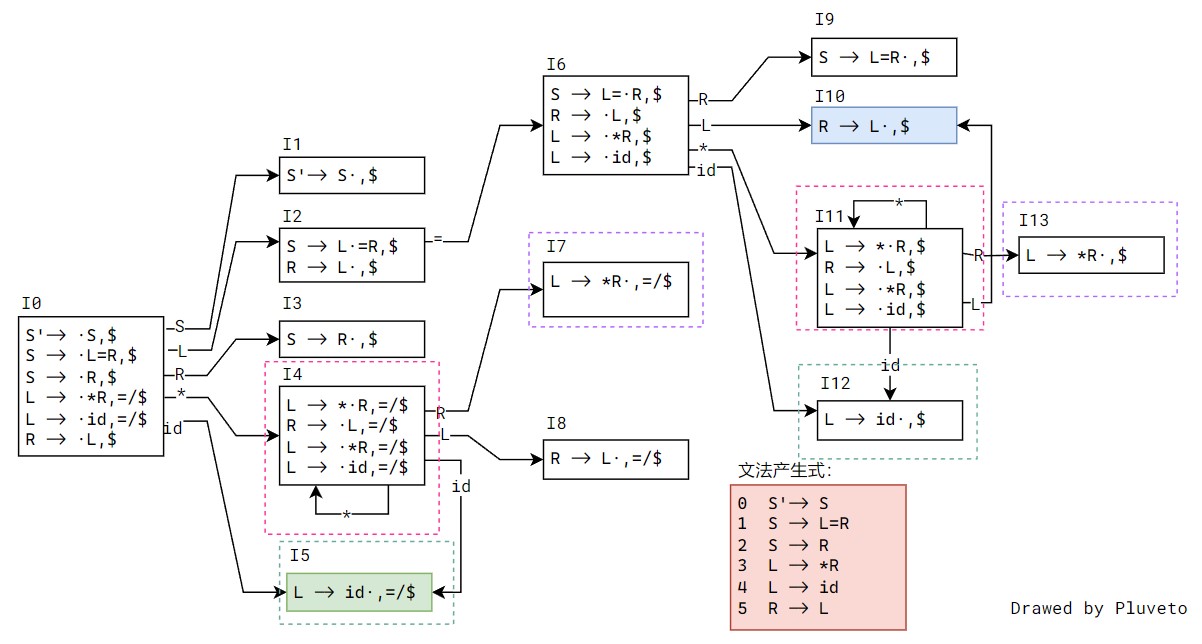 I0
S'→ ·S,$
S → ·L=R,$
S → ·R,$
L → ·*R,=/$
L → ·id,=/$
R → ·L,$
S
L
R
*
id
I1
S'→ S·,$
I2
S → L·=R,$
R → L·,$
=
I3
S → R·,$
I4
L → *·R,=/$
R → ·L,=/$
L → ·*R,=/$
L → ·id,=/$
R
L
id
*
I5
L → id·,=/$
I6
S → L=·R,$
R → ·L,$
L → ·*R,$
L → ·id,$
R
L
*
id
I7
L → *R·,=/$
I8
R → L·,=/$
I9
S → L=R·,$
I10
R → L·,$
I11
*
L → *·R,$
R → ·L,$
L → ·*R,$
L → ·id,$
R
L
id
I12
L → id·,$
I13
L → *R·,$
文法产生式:
0 S'→ S
1 S → L=R
2 S → R
3 L → *R
4 L → id
5 R → L
Drawed by Pluveto